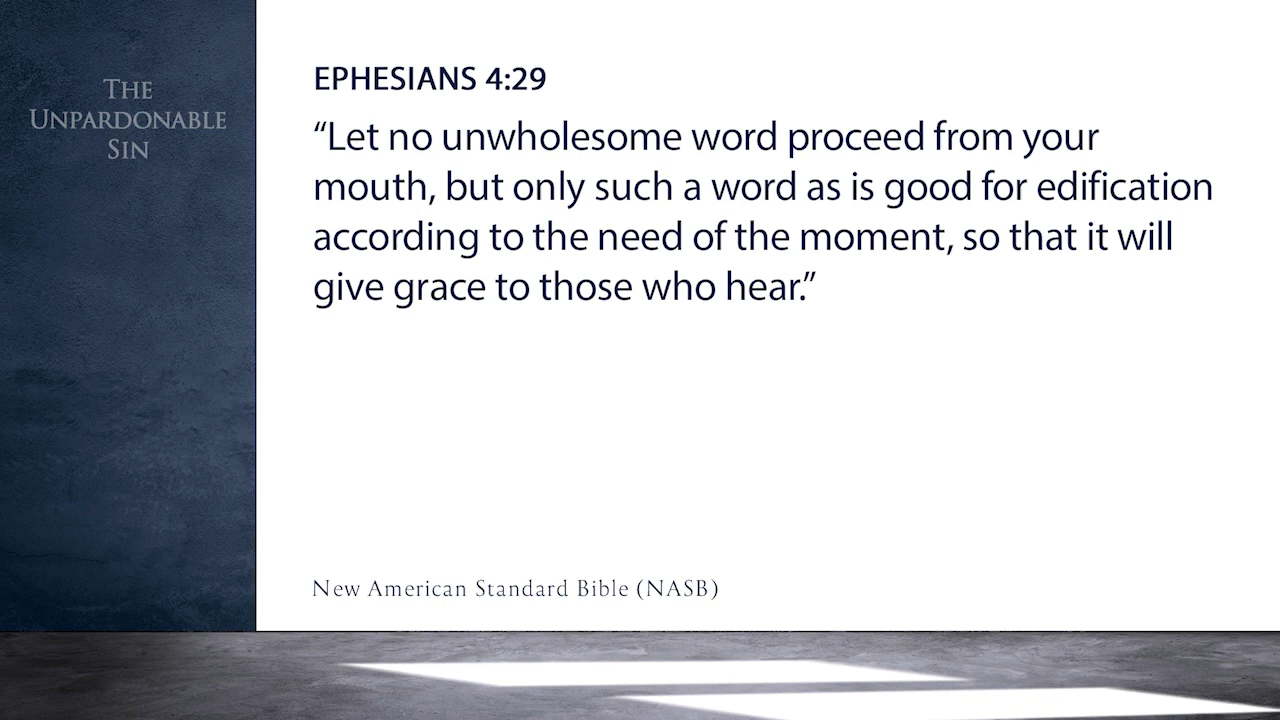 THE
UNPARDONABLE
SIN
EPHESIANS 4:29
“Let no unwholesome word proceed from your
mouth, but only such a word as is good for edification
according to the need of the moment, so that it will
give grace to those who hear.”
New American Standard Bible (NASB)